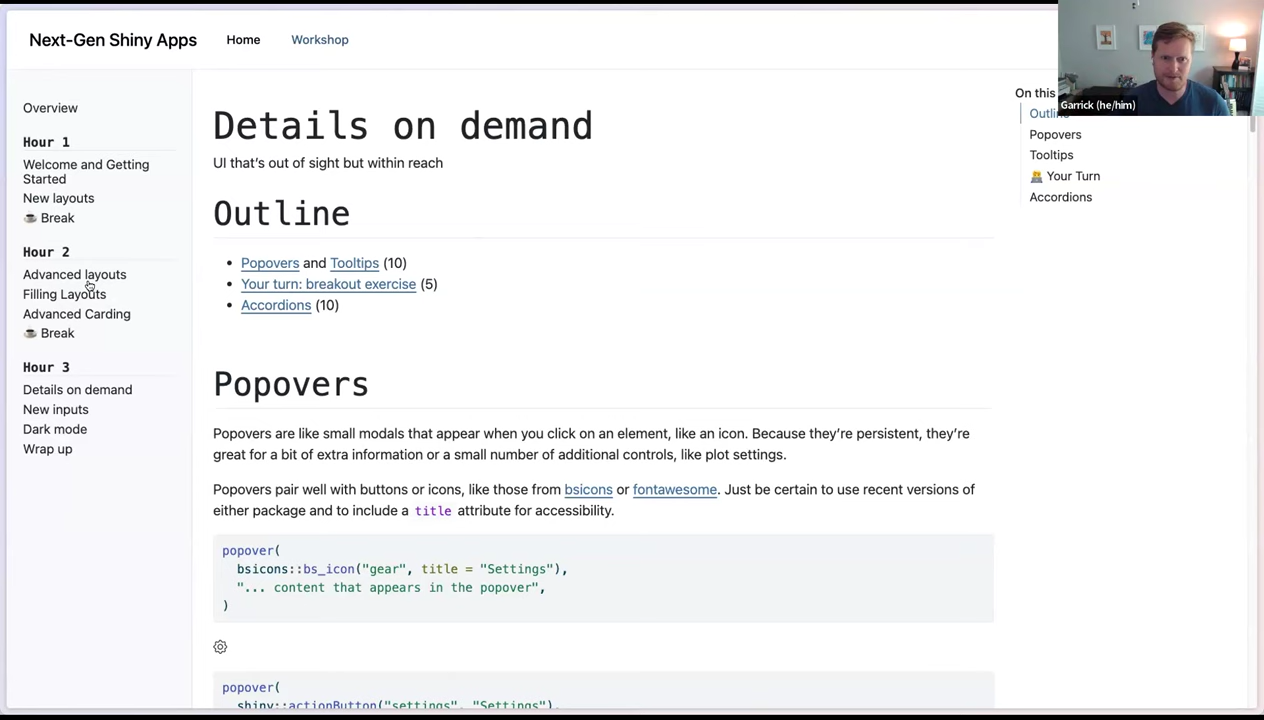 Next-Gen Shiny Apps Home Workshop
Garrick (he/him)
Overview
Hour 1
Welcome and Getting
Started
New layouts
☕ Break
Hour 2
Advanced layouts
Filling Layouts
Advanced Carding
☕ Break
Hour 3
Details on demand
New inputs
Dark mode
Wrap up
Details on demand
UI that's out of sight but within reach
Outline
• Popovers and Tooltips (10)
• Your turn: breakout exercise (5)
• Accordions (10)
Popovers
Popovers are like small modals that appear when you click on an element, like an icon. Because they're persistent, they're
great for a bit of extra information or a small number of additional controls, like plot settings.
Popovers pair well with buttons or icons, like those from bsicons or fontawesome. Just be certain to use recent versions of
either package and to include a title attribute for accessibility.
popover(
bsicons::bs_icon("gear", title = "Settings"),
"... content that appears in the popover",
)
popover(
shiny::actionButton("settings", "Settings"),
On this
Outlin
Popovers
Tooltips
🧑‍💻 Your Turn
Accordions